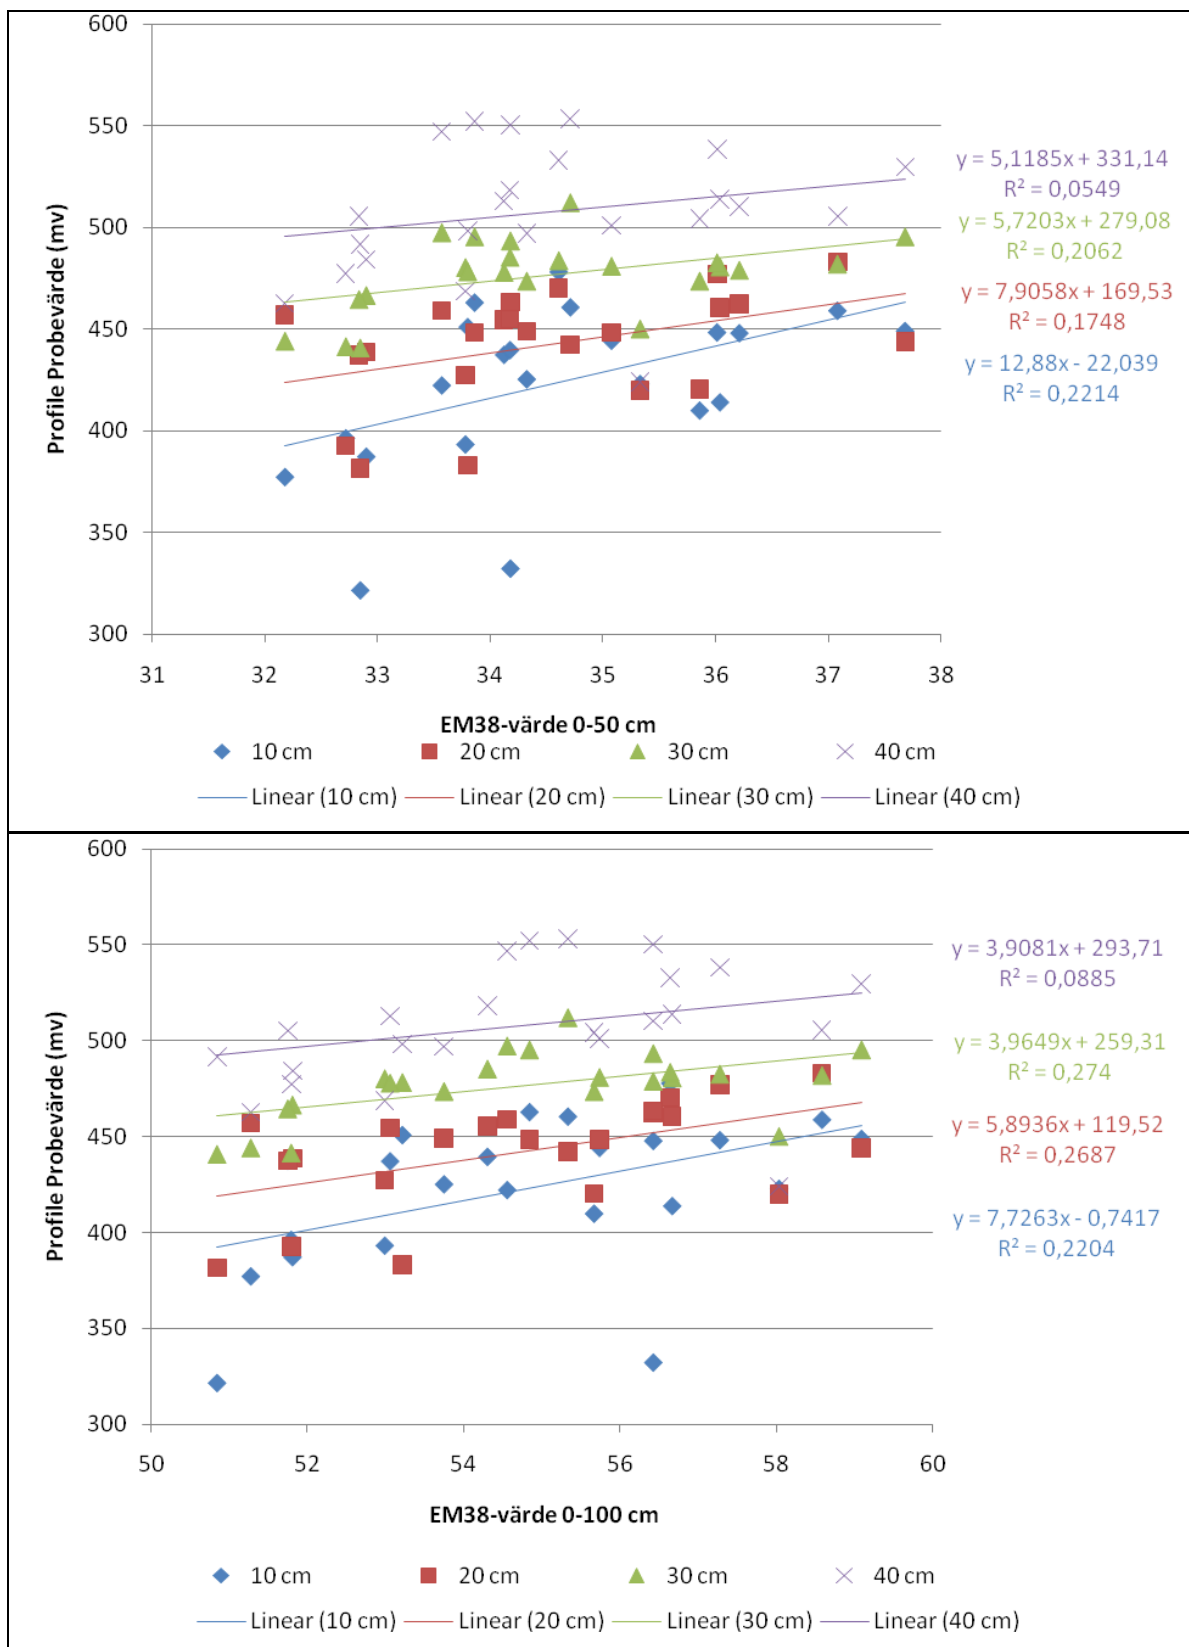 600
550
500
450
400
350
300
Profile Probevärde (mv)
31 32 33 34 35 36 37 38
EM38-värde 0-50 cm
y = 5,1185x + 331,14
R² = 0,0549
y = 5,7203x + 279,08
R² = 0,2062
y = 7,9058x + 169,53
R² = 0,1748
y = 12,88x - 22,039
R² = 0,2214
10 cm 20 cm 30 cm 40 cm
Linear (10 cm) Linear (20 cm) Linear (30 cm) Linear (40 cm)
600
550
500
450
400
350
300
Profile Probevärde (mv)
50 52 54 56 58 60
EM38-värde 0-100 cm
y = 3,9081x + 293,71
R² = 0,0885
y = 3,9649x + 259,31
R² = 0,274
y = 5,8936x + 119,52
R² = 0,2687
y = 7,7263x - 0,7417
R² = 0,2204
10 cm 20 cm 30 cm 40 cm
Linear (10 cm) Linear (20 cm) Linear (30 cm) Linear (40 cm)